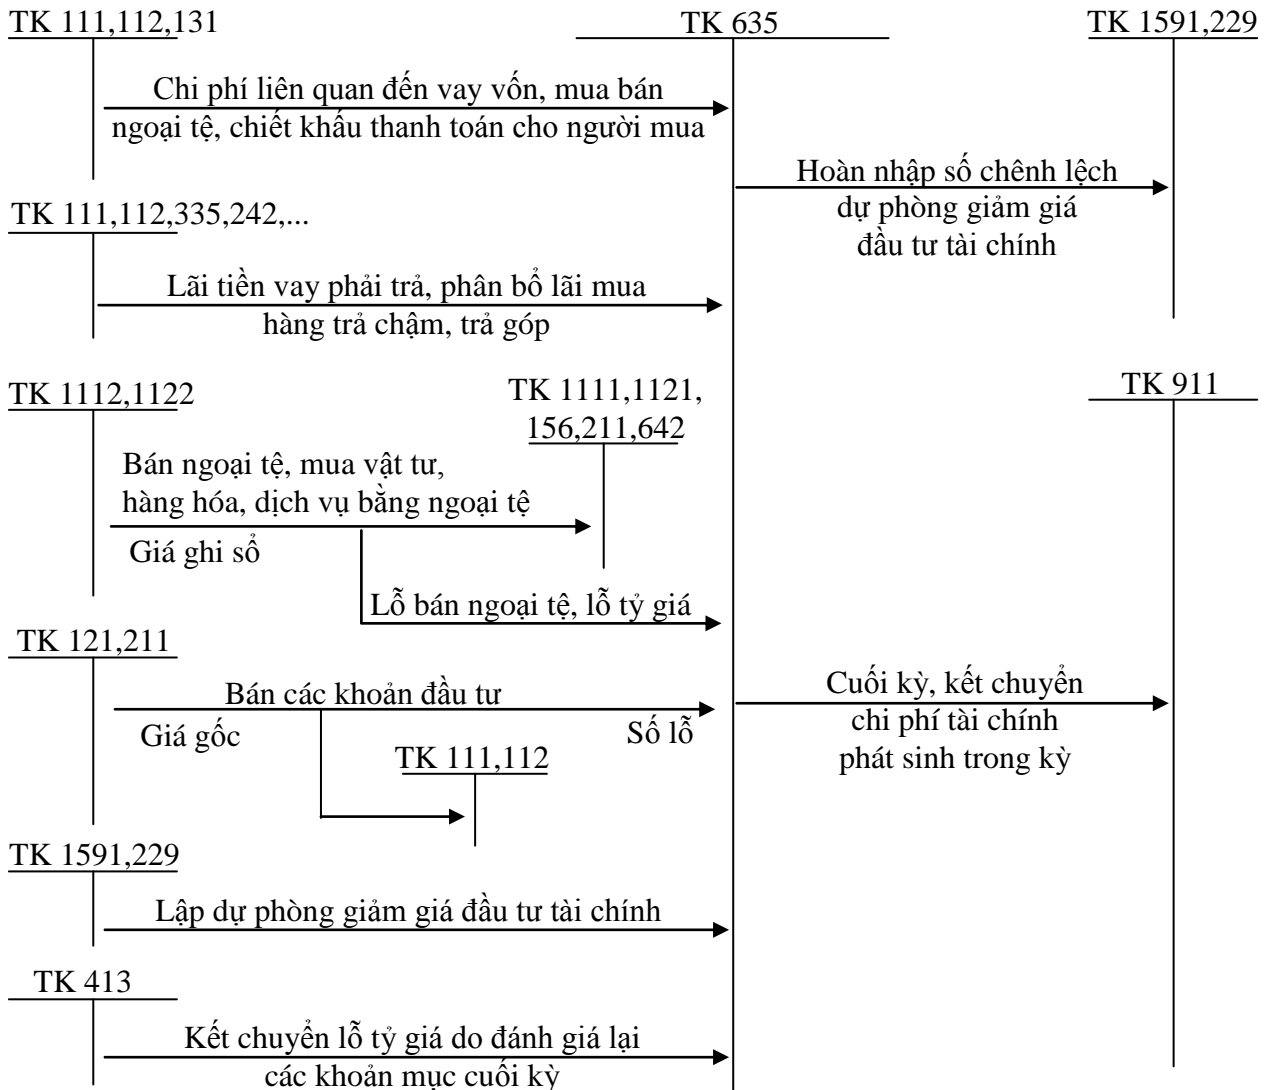 TK 111,112,131
TK 635
TK 1591,229
Chi phí liên quan đến vay vốn, mua bán
ngoại tệ, chiết khấu thanh toán cho người mua
Hoàn nhập số chênh lệch
dự phòng giảm giá
đầu tư tài chính
TK 111,112,335,242,...
Lãi tiền vay phải trả, phân bổ lãi mua
hàng trả chậm, trả góp
TK 1112,1122
TK 1111,1121,
156,211,642
TK 911
Bán ngoại tệ, mua vật tư,
hàng hóa, dịch vụ bằng ngoại tệ
Giá ghi sổ
Lỗ bán ngoại tệ, lỗ tỷ giá
TK 121,211
Bán các khoản đầu tư
Giá gốc
Số lỗ
TK 111,112
Cuối kỳ, kết chuyển
chi phí tài chính
phát sinh trong kỳ
TK 1591,229
Lập dự phòng giảm giá đầu tư tài chính
TK 413
Kết chuyển lỗ tỷ giá do đánh giá lại
các khoản mục cuối kỳ